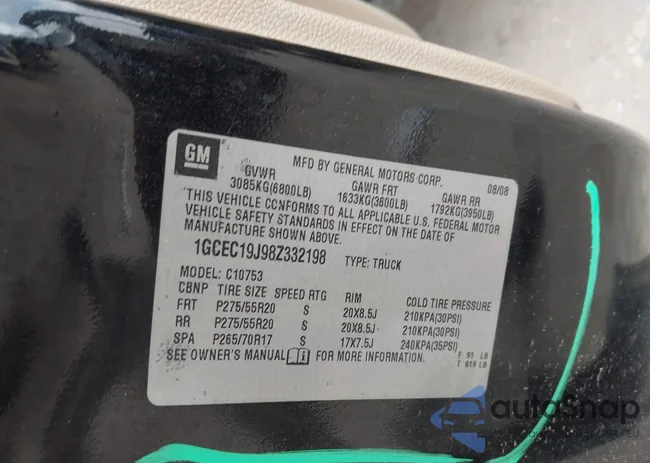 GM
MFD BY GENERAL MOTORS CORP. 08/08
GVWR GAWR FRT GAWR RR
3085KG(6800LB) 1633KG(3600LB) 1792KG(3950LB)
THIS VEHICLE CONFORMS TO ALL APPLICABLE U.S. FEDERAL MOTOR
VEHICLE SAFETY STANDARDS IN EFFECT ON THE DATE OF
MANUFACTURE SHOWN ABOVE.
1GCEC19J98Z332198 TYPE: TRUCK
MODEL: C10753
CBNP TIRE SIZE SPEED RTG RIM COLD TIRE PRESSURE
FRT P275/55R20 S 20X8.5J 210KPA(30PSI)
RR P275/55R20 S 20X8.5J 210KPA(30PSI)
SPA P265/70R17 S 17X7.5J 240KPA(35PSI)
SEE OWNER'S MANUAL FOR MORE INFORMATION. F 91 LB
T 819 LB
autoSnap